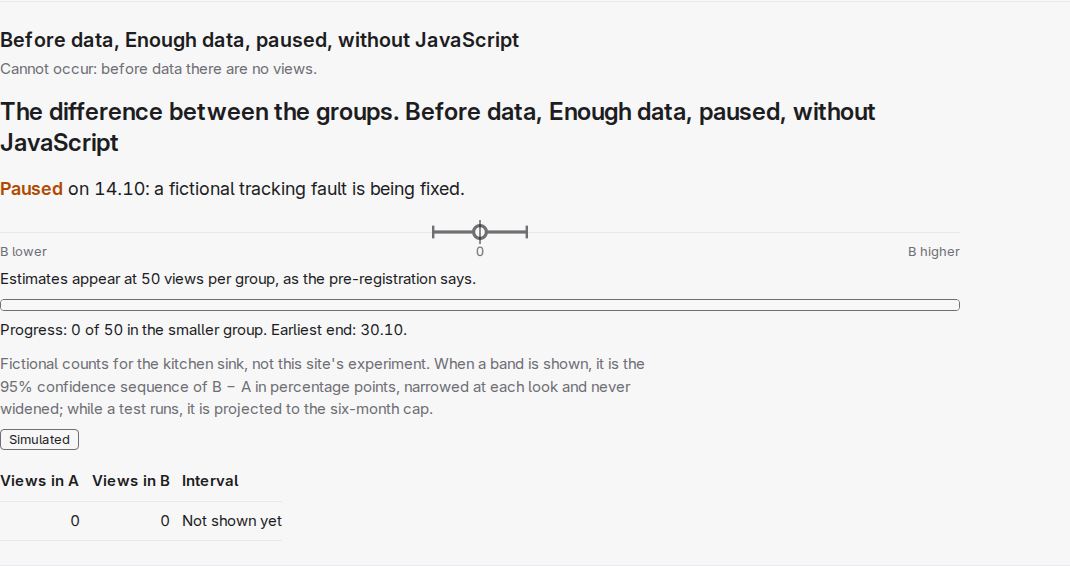 Before data, Enough data, paused, without JavaScript
Cannot occur: before data there are no views.
The difference between the groups. Before data, Enough data, paused, without
JavaScript
Paused on 14.10: a fictional tracking fault is being fixed.
B lower 0 B higher
Estimates appear at 50 views per group, as the pre-registration says.
Progress: 0 of 50 in the smaller group. Earliest end: 30.10.
Fictional counts for the kitchen sink, not this site's experiment. When a band is shown, it is the
95% confidence sequence of B − A in percentage points, narrowed at each look and never
widened; while a test runs, it is projected to the six-month cap.
Simulated
Views in A Views in B Interval
0 0 Not shown yet